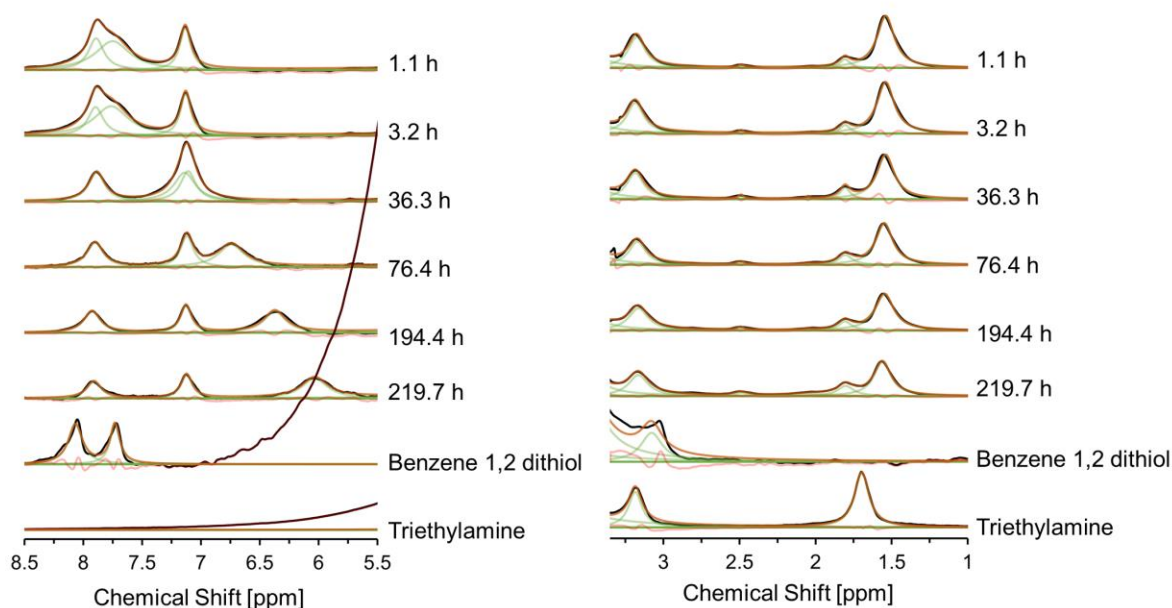 1.1 h
3.2 h
36.3 h
76.4 h
194.4 h
219.7 h
Benzene 1,2 dithiol
Triethylamine
8.5 8 7.5 7 6.5 6 5.5
Chemical Shift [ppm]
1.1 h
3.2 h
36.3 h
76.4 h
194.4 h
219.7 h
Benzene 1,2 dithiol
Triethylamine
3 2.5 2 1.5 1
Chemical Shift [ppm]